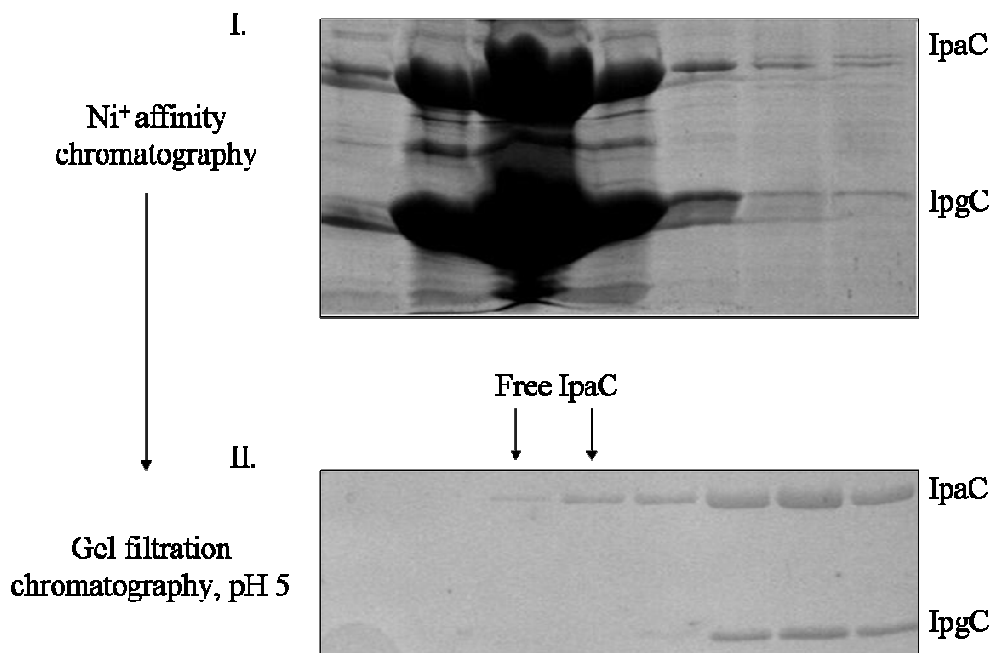 I.
IpaC
Ni+ affinity
chromatography
IpgC
Free IpaC
II.
IpaC
Gel filtration
chromatography, pH 5
IpgC